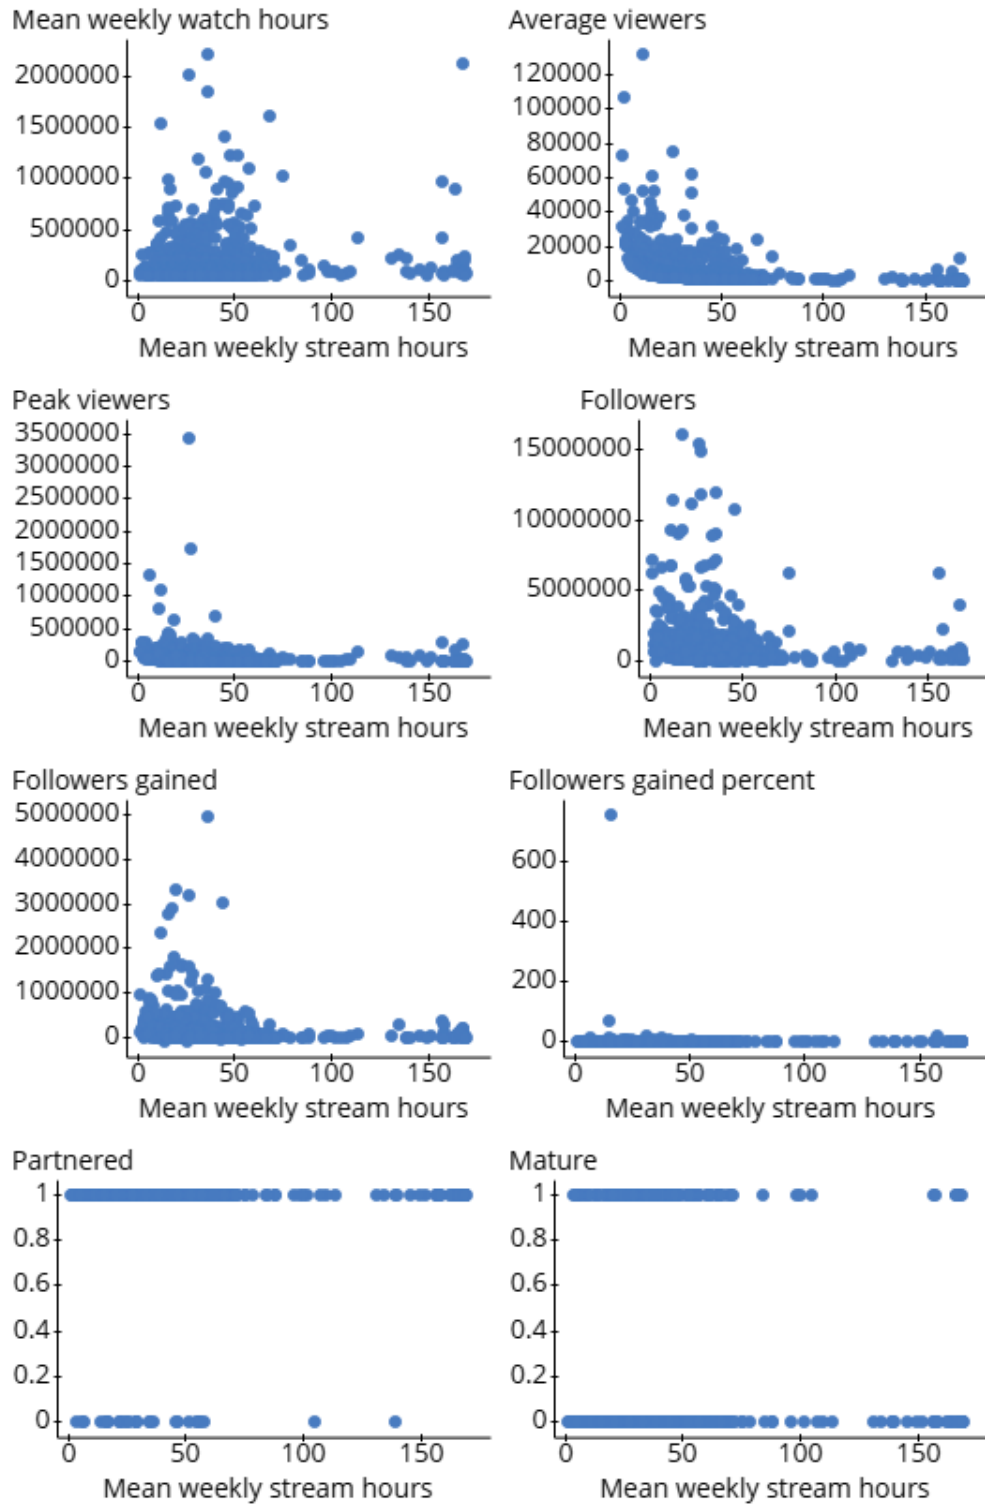 Mean weekly watch hours
2000000
1500000
1000000
500000
0
0 50 100 150
Mean weekly stream hours
Average viewers
120000
100000
80000
60000
40000
20000
0
0 50 100 150
Mean weekly stream hours
Peak viewers
3500000
3000000
2500000
2000000
1500000
1000000
500000
0
0 50 100 150
Mean weekly stream hours
Followers
15000000
10000000
5000000
0
0 50 100 150
Mean weekly stream hours
Followers gained
5000000
4000000
3000000
2000000
1000000
0
0 50 100 150
Mean weekly stream hours
Followers gained percent
600
400
200
0
0 50 100 150
Mean weekly stream hours
Partnered
1
0.8
0.6
0.4
0.2
0
0 50 100 150
Mean weekly stream hours
Mature
1
0.8
0.6
0.4
0.2
0
0 50 100 150
Mean weekly stream hours